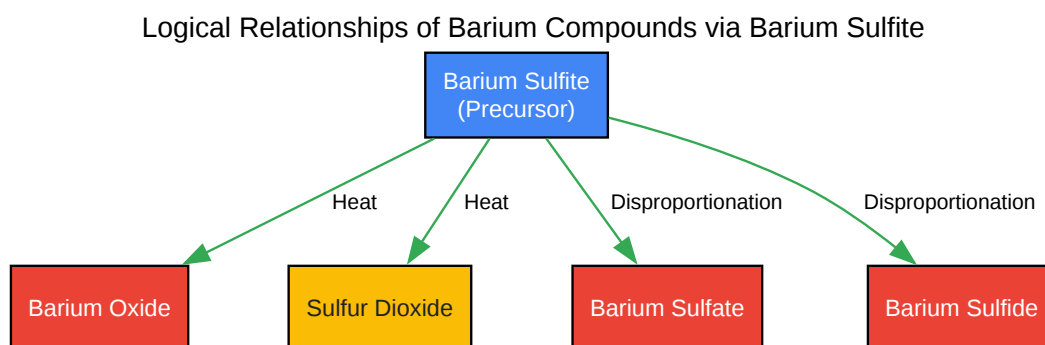 Logical Relationships of Barium Compounds via Barium Sulfite
Barium Sulfite
(Precursor)
Heat
Heat
Disproportionation
Disproportionation
Barium Oxide
Sulfur Dioxide
Barium Sulfate
Barium Sulfide